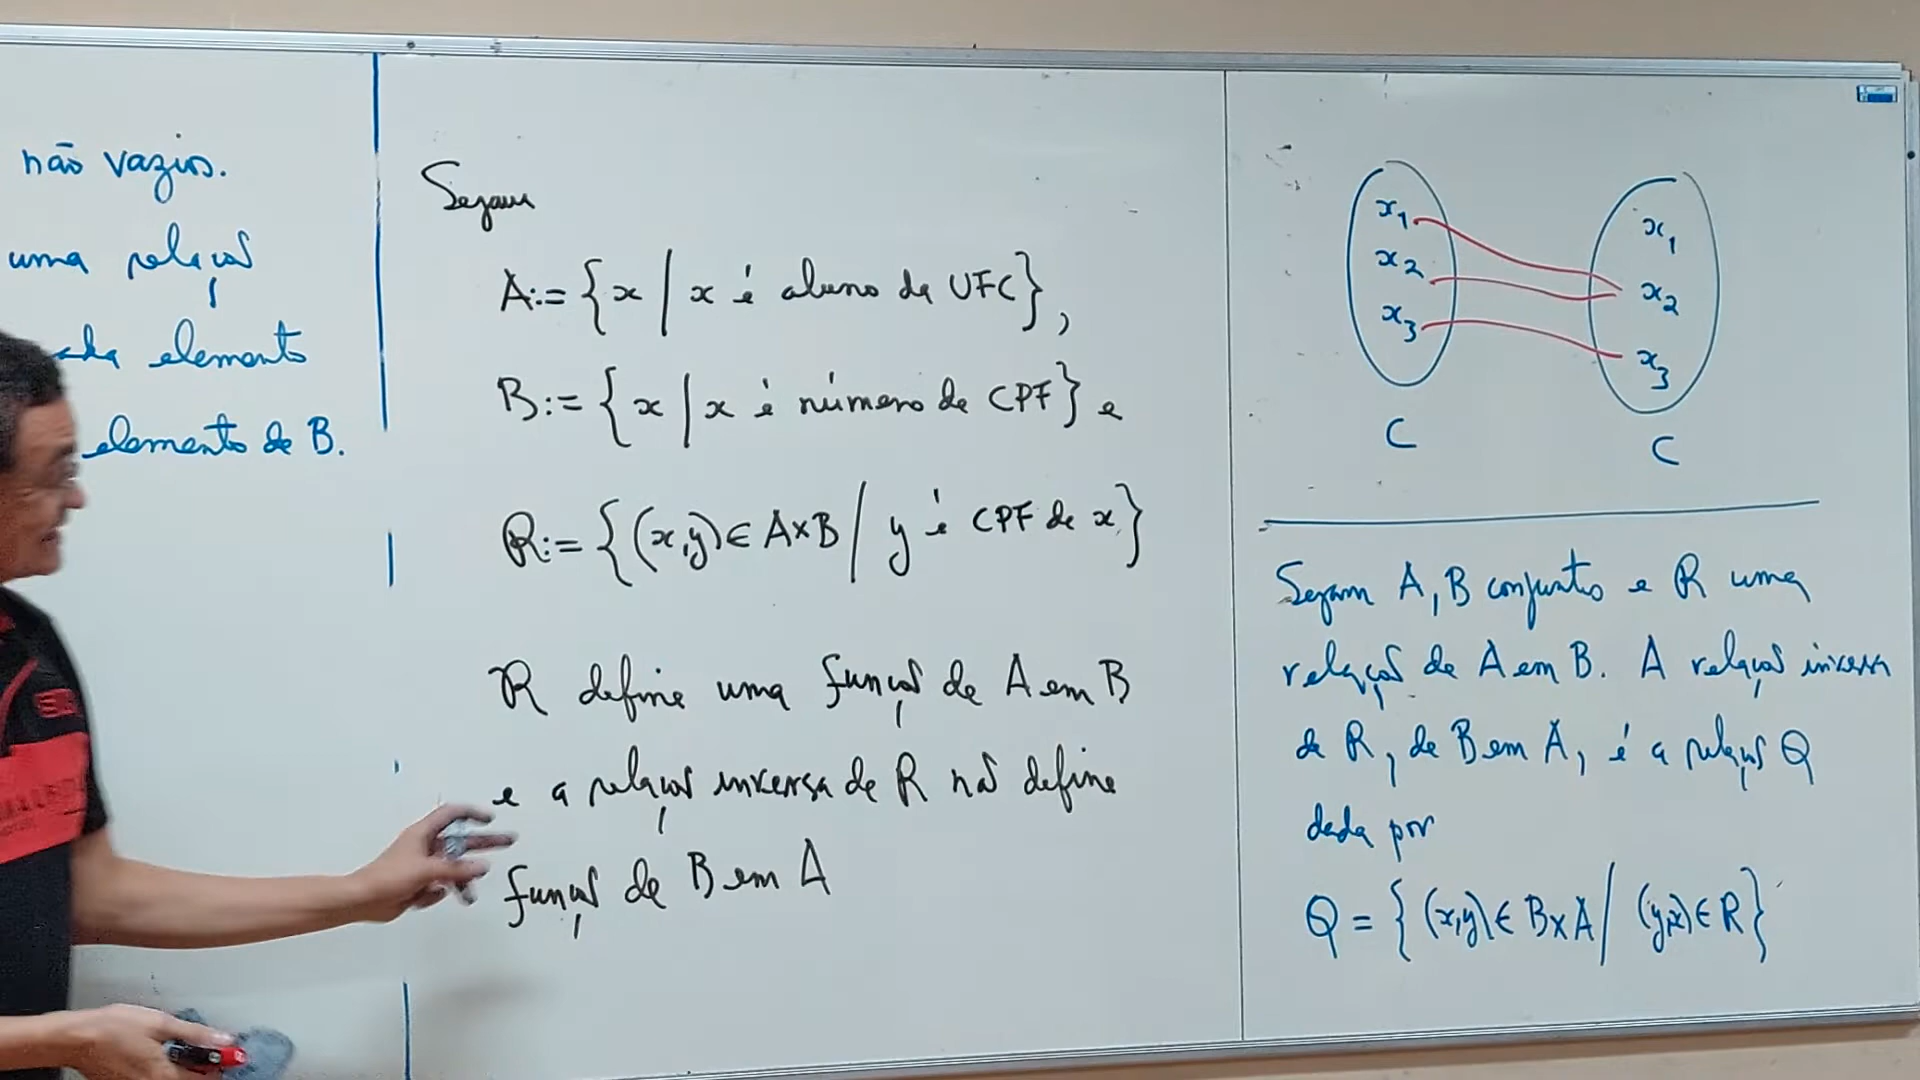 não vazios.
uma relação
cada elemento
elemento de B.
Sejam
A:= {x / x é aluno da UFC},
B:= {x / x é número de CPF} e
R:= {(x,y) ∈ A×B / y é CPF de x}
R define uma função de A em B
e a relação inversa de R não define
função de B em A
x₁ x₁
x₂ x₂
x₃ x₃
C C
Sejam A, B conjuntos e R uma
relação de A em B. A relação inversa
de R, de B em A, é a relação Q
dada por
Q = {(x,y) ∈ B×A / (y,x) ∈ R}